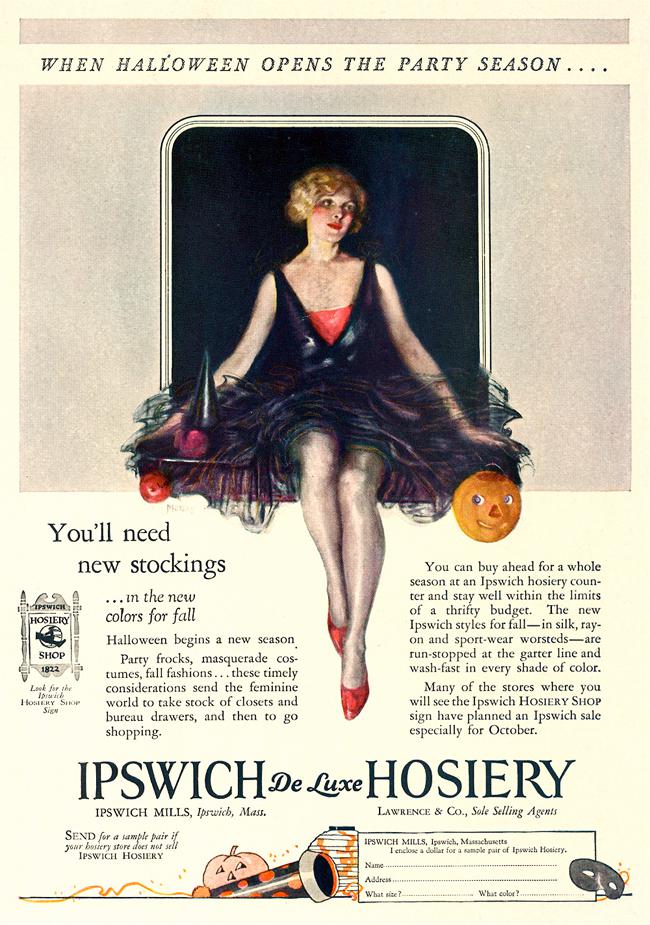 WHEN HALLOWEEN OPENS THE PARTY SEASON....
You'll need
new stockings
...in the new
colors for fall
Halloween begins a new season.
Party frocks, masquerade cos-
tumes, fall fashions...these timely
considerations send the feminine
world to take stock of closets and
bureau drawers, and then to go
shopping.
IPSWICH
HOSIERY
SHOP
1822
Look for the
Ipswich
HOSIERY SHOP
Sign
You can buy ahead for a whole
season at an Ipswich hosiery coun-
ter and stay well within the limits
of a thrifty budget. The new
Ipswich styles for fall—in silk, ray-
on and sport-wear worsteds—are
run-stopped at the garter line and
wash-fast in every shade of color.
Many of the stores where you
will see the Ipswich HOSIERY SHOP
sign have planned an Ipswich sale
especially for October.
IPSWICH De Luxe HOSIERY
IPSWICH MILLS, Ipswich, Mass.
LAWRENCE & CO., Sole Selling Agents
SEND for a sample pair if
your hosiery store does not sell
IPSWICH HOSIERY
IPSWICH MILLS, Ipswich, Massachusetts
I enclose a dollar for a sample pair of Ipswich Hosiery.
Name
Address
What size? What color?